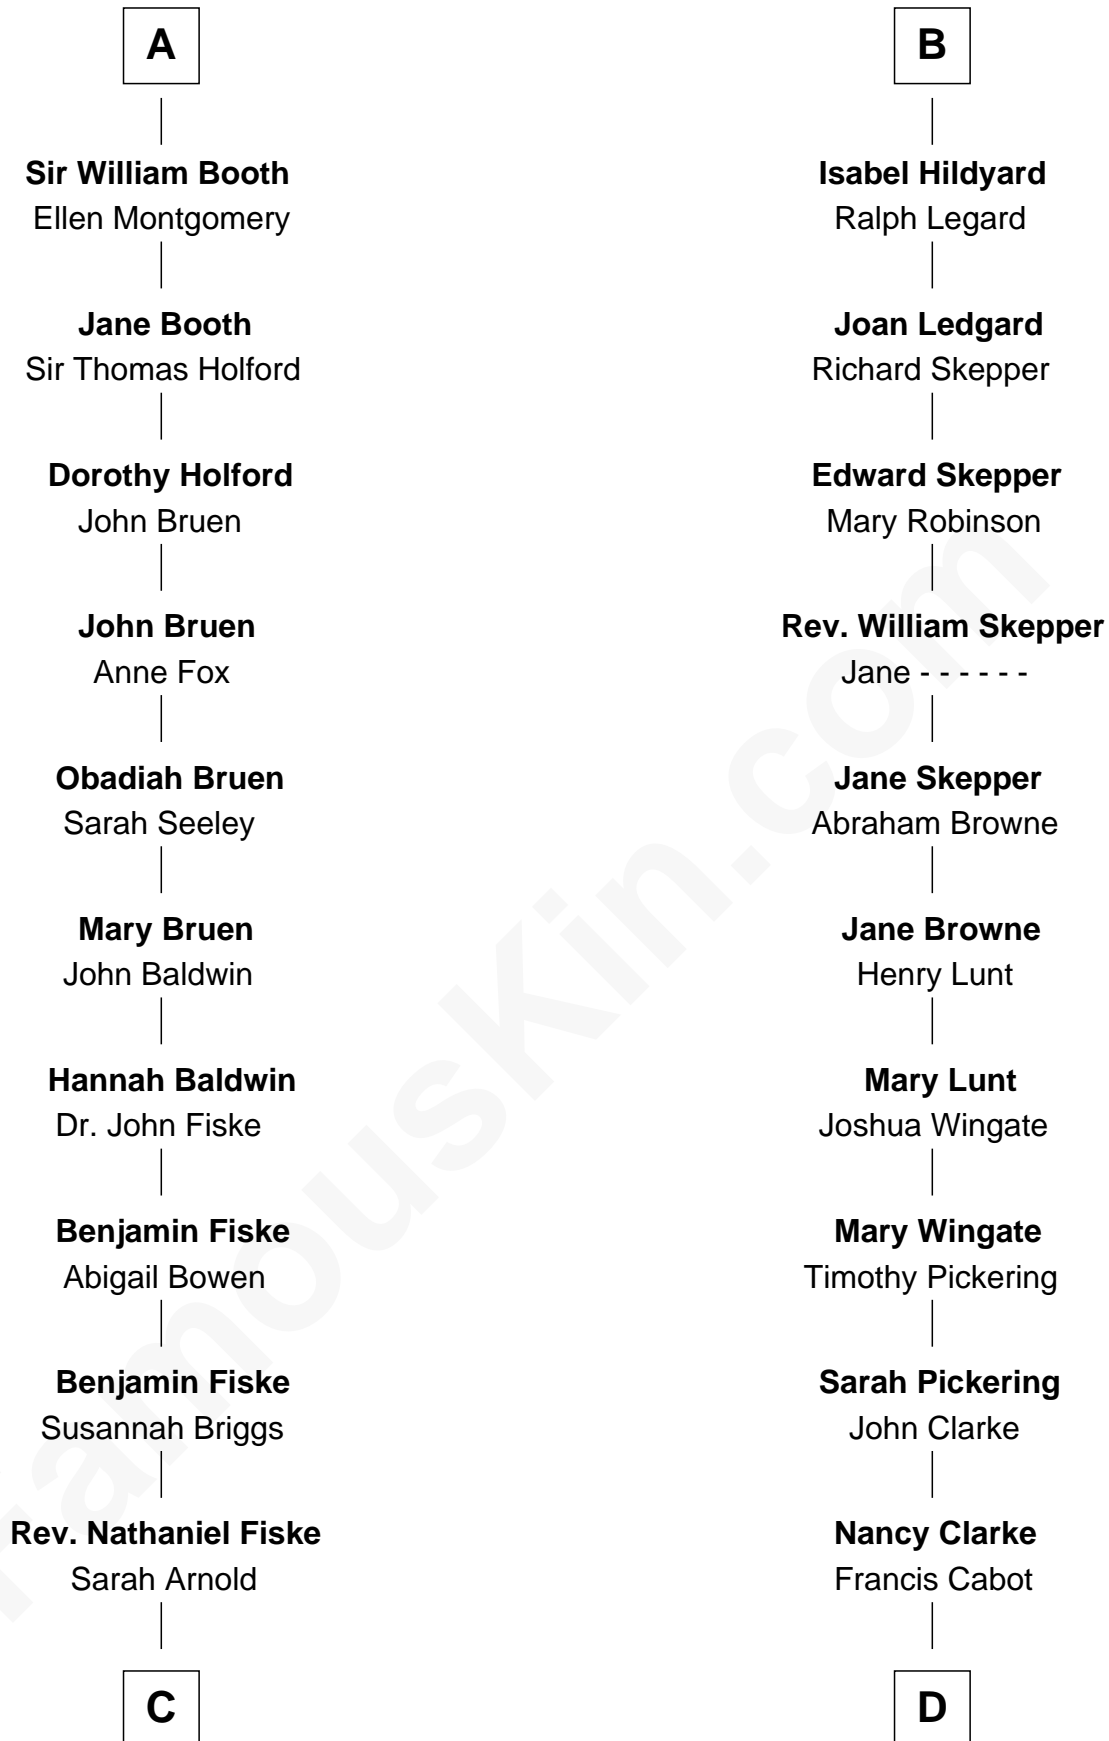 A
Sir William Booth
Ellen Montgomery
Jane Booth
Sir Thomas Holford
Dorothy Holford
John Bruen
John Bruen
Anne Fox
Obadiah Bruen
Sarah Seeley
Mary Bruen
John Baldwin
Hannah Baldwin
Dr. John Fiske
Benjamin Fiske
Abigail Bowen
Benjamin Fiske
Susannah Briggs
Rev. Nathaniel Fiske
Sarah Arnold
C
B
Isabel Hildyard
Ralph Legard
Joan Ledgard
Richard Skepper
Edward Skepper
Mary Robinson
Rev. William Skepper
Jane - - - - - -
Jane Skepper
Abraham Browne
Jane Browne
Henry Lunt
Mary Lunt
Joshua Wingate
Mary Wingate
Timothy Pickering
Sarah Pickering
John Clarke
Nancy Clarke
Francis Cabot
D
FamousKin.com